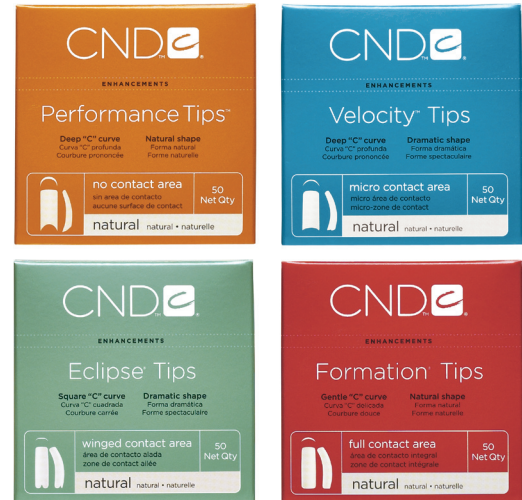 CND™
ENHANCEMENTS
Performance Tips™
Deep "C" curve
Curva "C" profunda
Courbure prononcée
Natural shape
Forma natural
Forme naturelle
no contact area
sin área de contacto
aucune surface de contact
50
Net Qty
natural natural • naturelle
CND™
ENHANCEMENTS
Velocity™ Tips
Deep "C" curve
Curva "C" profunda
Courbure prononcée
Dramatic shape
Forma dramática
Forme spectaculaire
micro contact area
micro área de contacto
micro-zone de contact
50
Net Qty
natural natural • naturelle
CND™
ENHANCEMENTS
Eclipse® Tips
Square "C" curve
Curva "C" cuadrada
Courbure carrée
Dramatic shape
Forma dramática
Forme spectaculaire
winged contact area
área de contacto alada
zone de contact ailée
50
Net Qty
natural natural • naturelle
CND™
ENHANCEMENTS
Formation® Tips
Gentle "C" curve
Curva "C" delicada
Courbure douce
Natural shape
Forma natural
Forme naturelle
full contact area
área de contacto integral
zone de contact intégrale
50
Net Qty
natural natural • naturelle